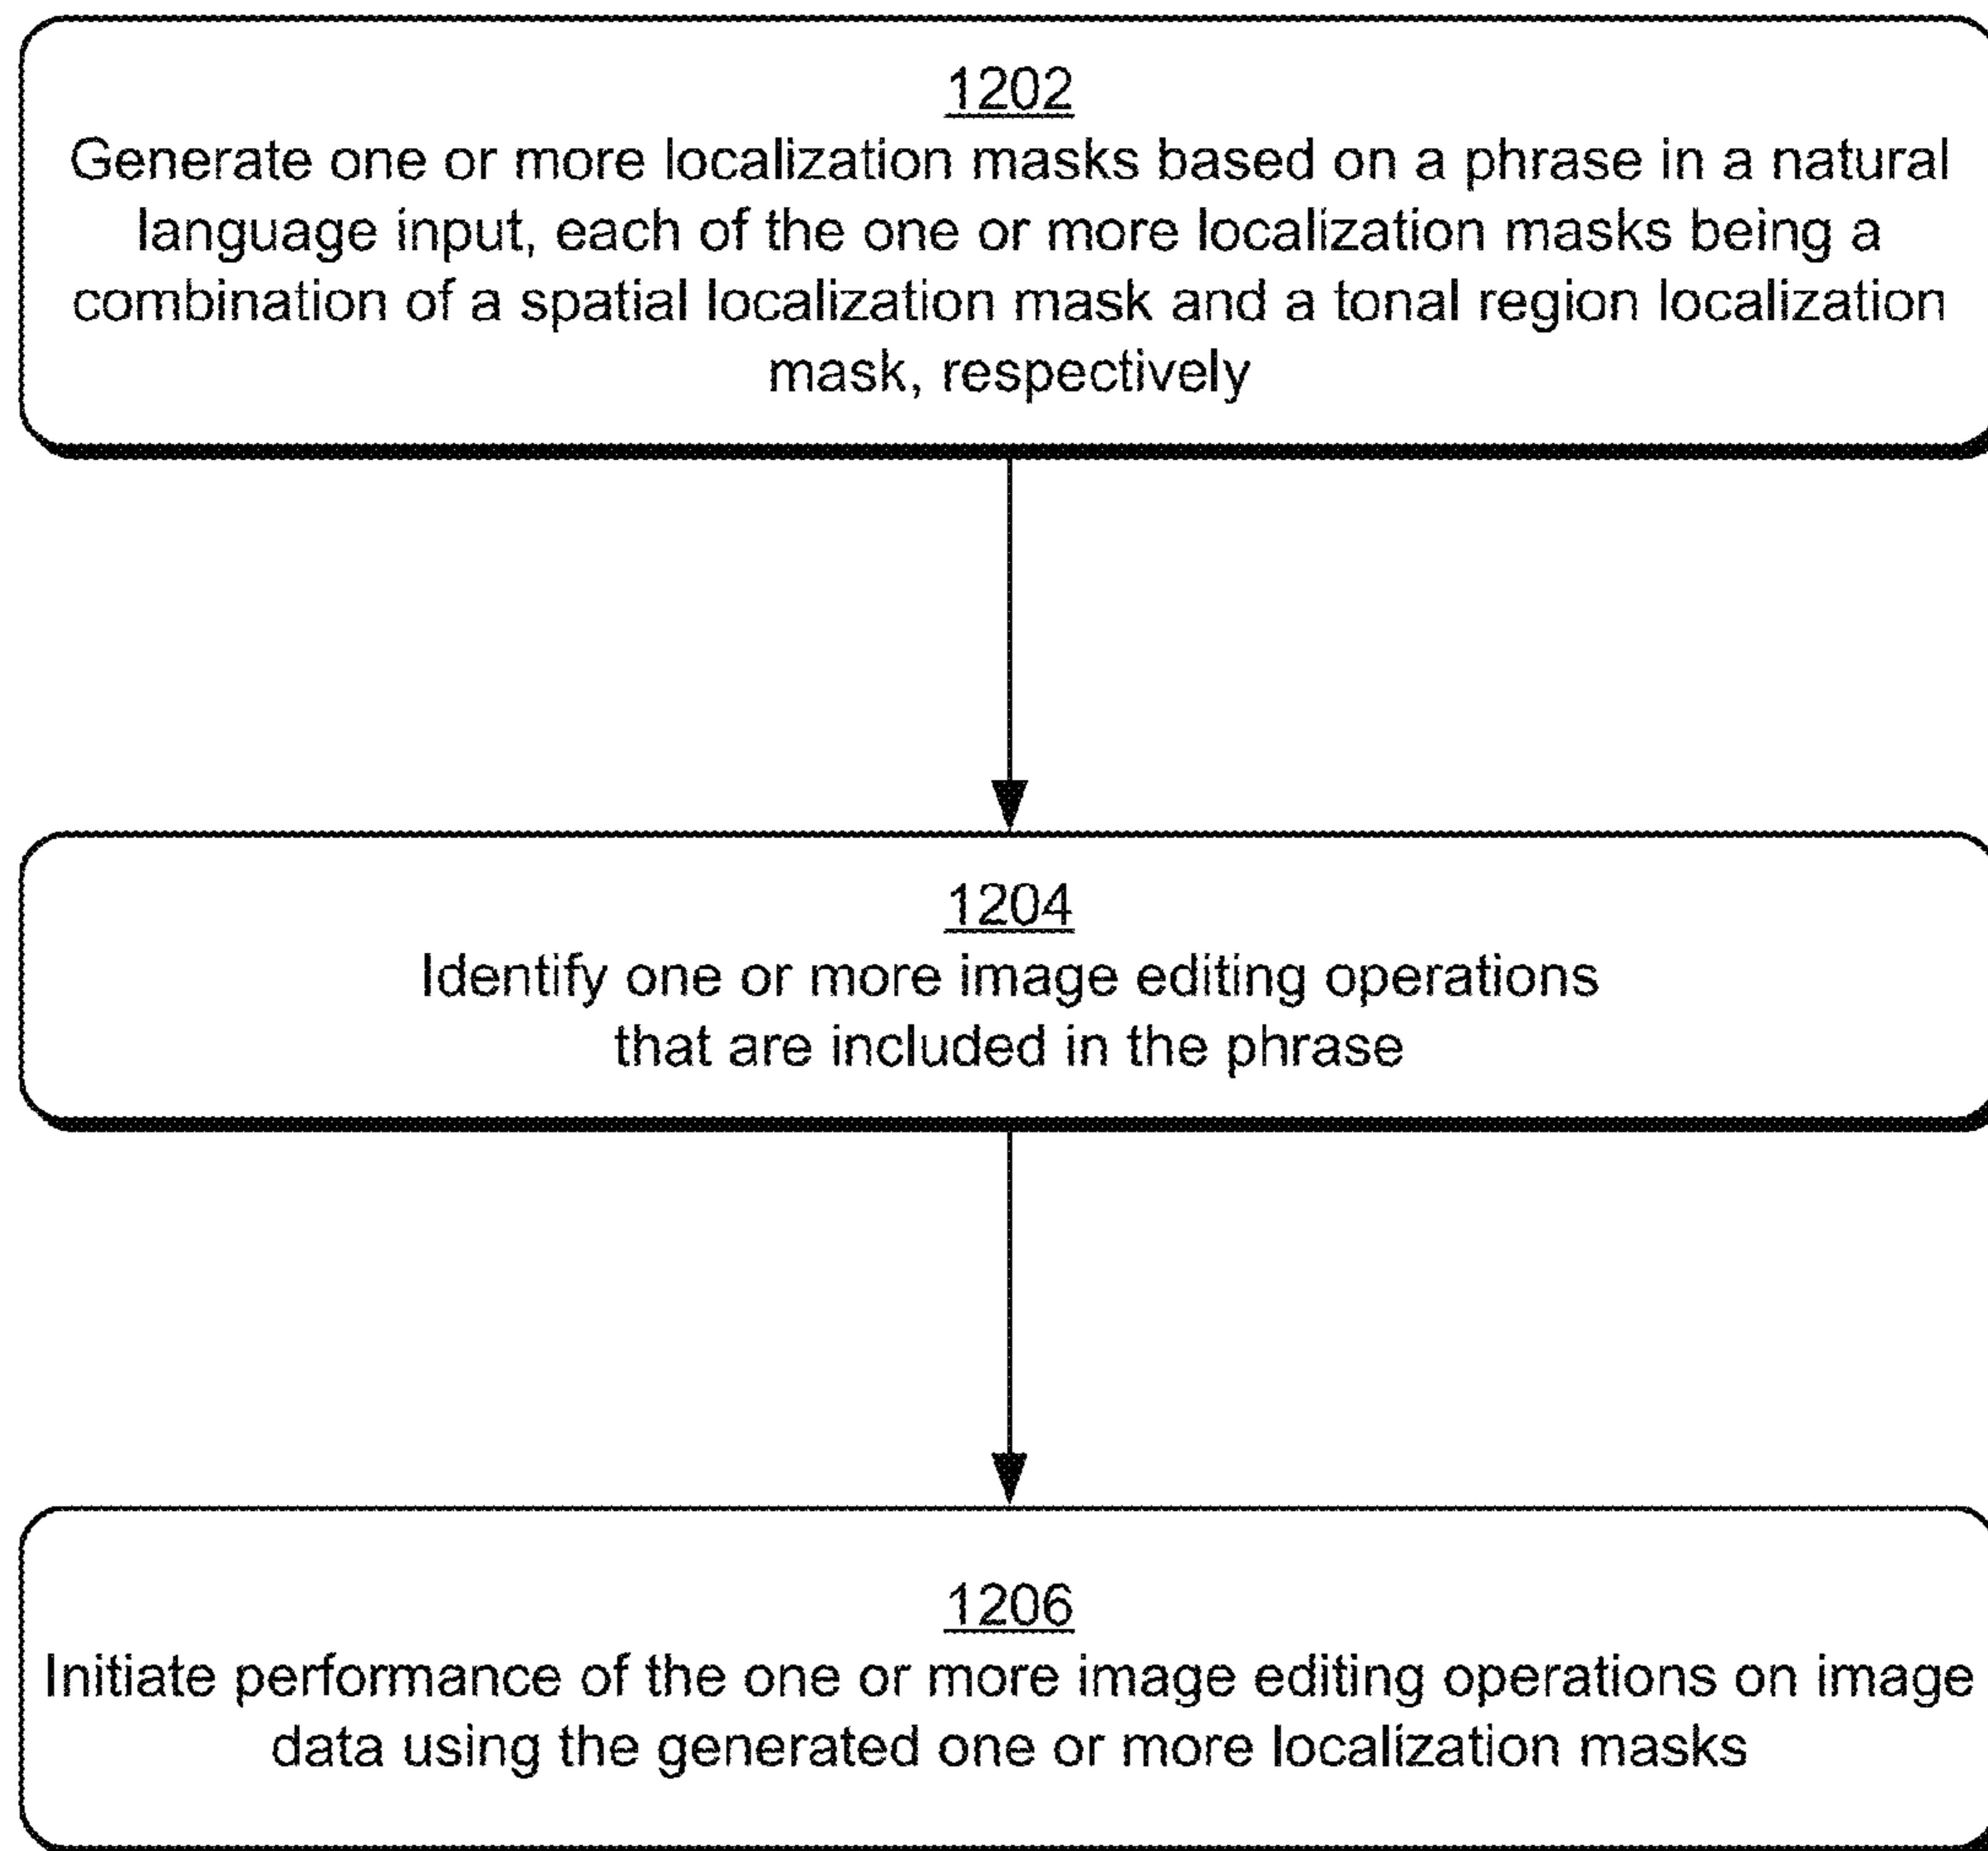 1202
Generate one or more localization masks based on a phrase in a natural
language input, each of the one or more localization masks being a
combination of a spatial localization mask and a tonal region localization
mask, respectively
1204
Identify one or more image editing operations
that are included in the phrase
1206
Initiate performance of the one or more image editing operations on image
data using the generated one or more localization masks